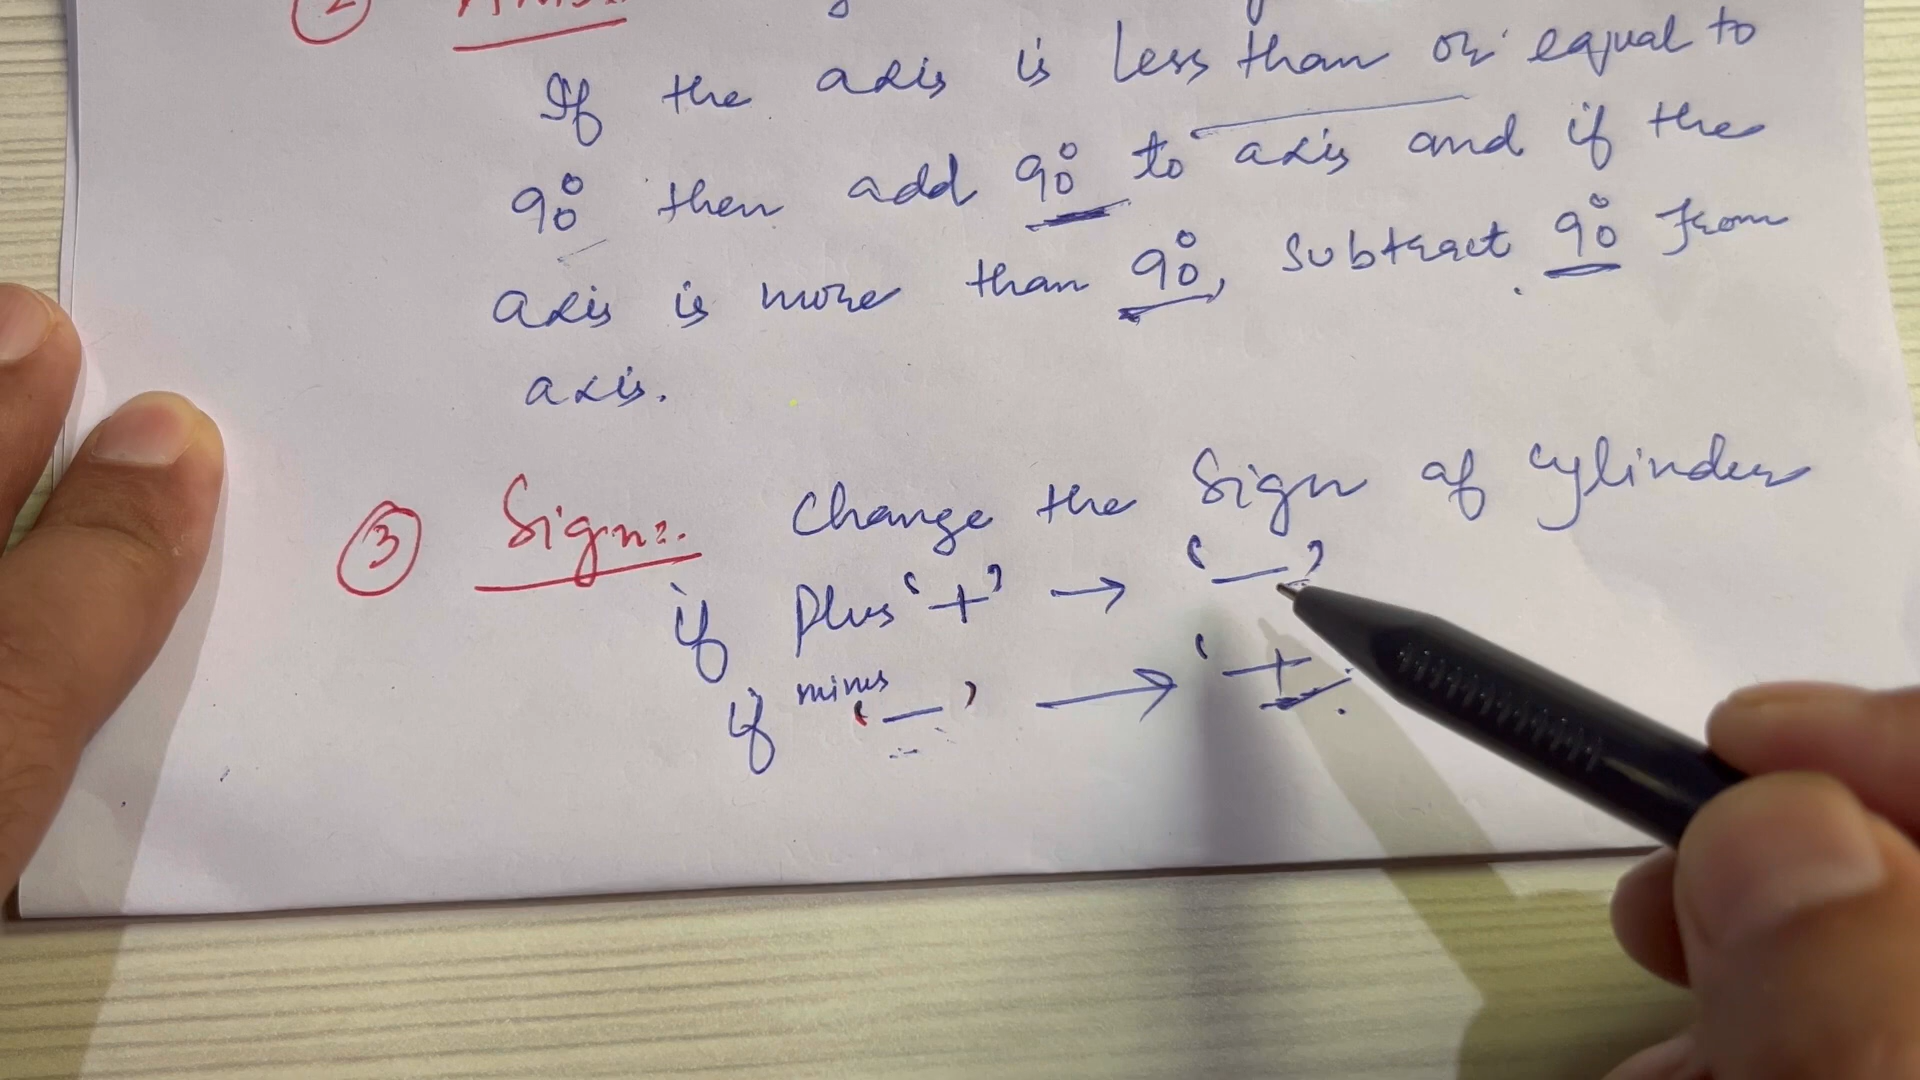 ② Axis:
If the axis is less than or equal to
90° then add 90° to axis and if the
axis is more than 90°, subtract 90° from
axis.
③ Sign:- Change the Sign of cylinder
if Plus '+' → '—'
if minus '—' → '+'.